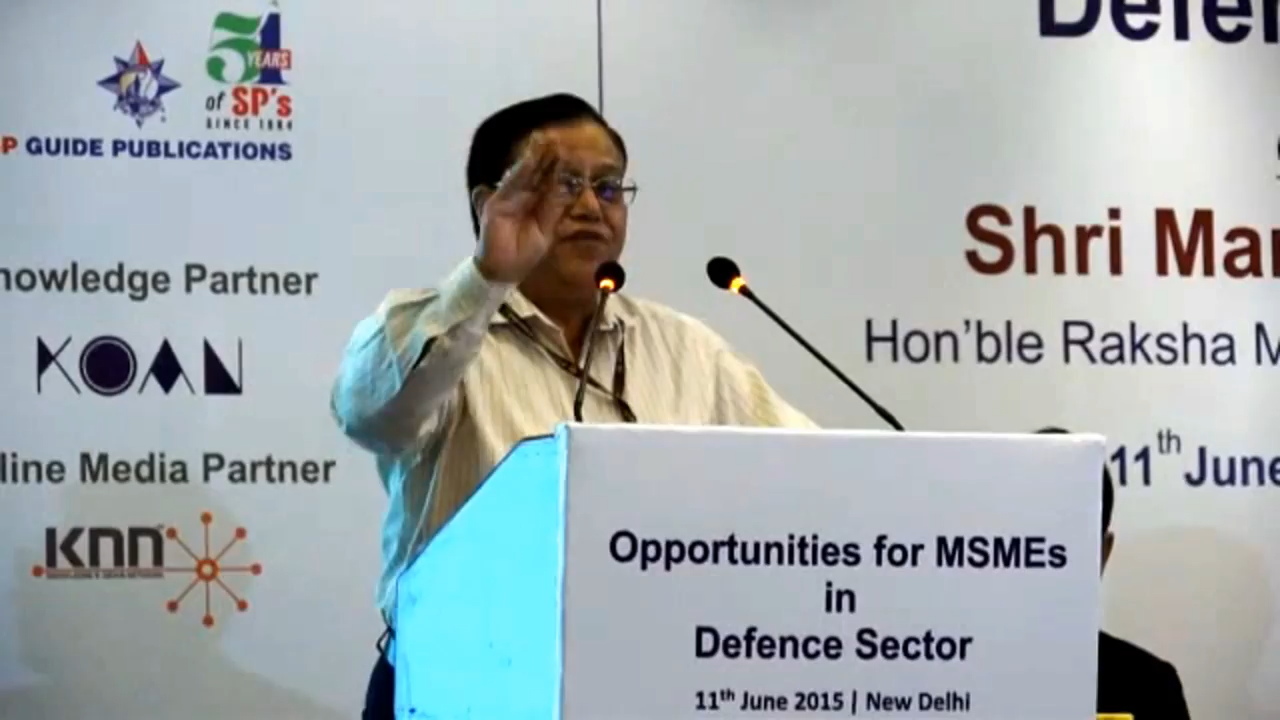 51
YEARS
of SP's
SINCE 1964
P GUIDE PUBLICATIONS
nowledge Partner
KOAN
line Media Partner
KNN
Defen
Shri Mar
Hon'ble Raksha M
11th June
Opportunities for MSMEs
in
Defence Sector
11th June 2015 | New Delhi